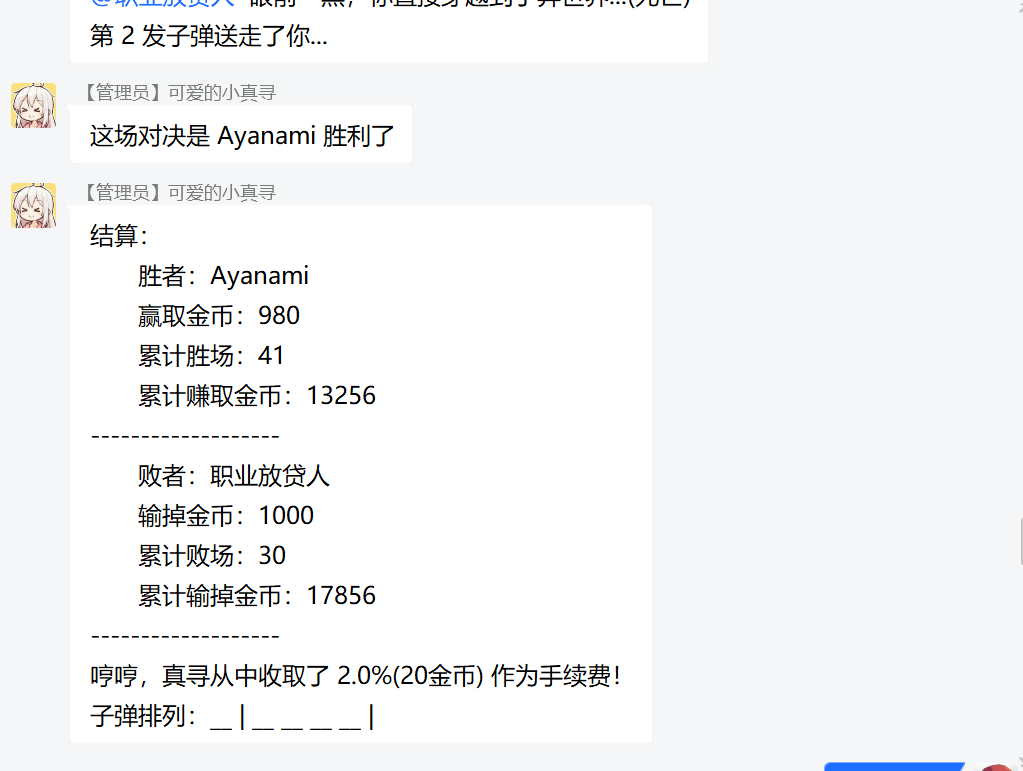 第 2 发子弹送走了你...
【管理员】可爱的小真寻
这场对决是 Ayanami 胜利了
【管理员】可爱的小真寻
结算：
胜者：Ayanami
赢取金币：980
累计胜场：41
累计赚取金币：13256
-------------------
败者：职业放贷人
输掉金币：1000
累计败场：30
累计输掉金币：17856
-------------------
哼哼，真寻从中收取了 2.0%(20金币) 作为手续费！
子弹排列：__ | __ __ __ __ |